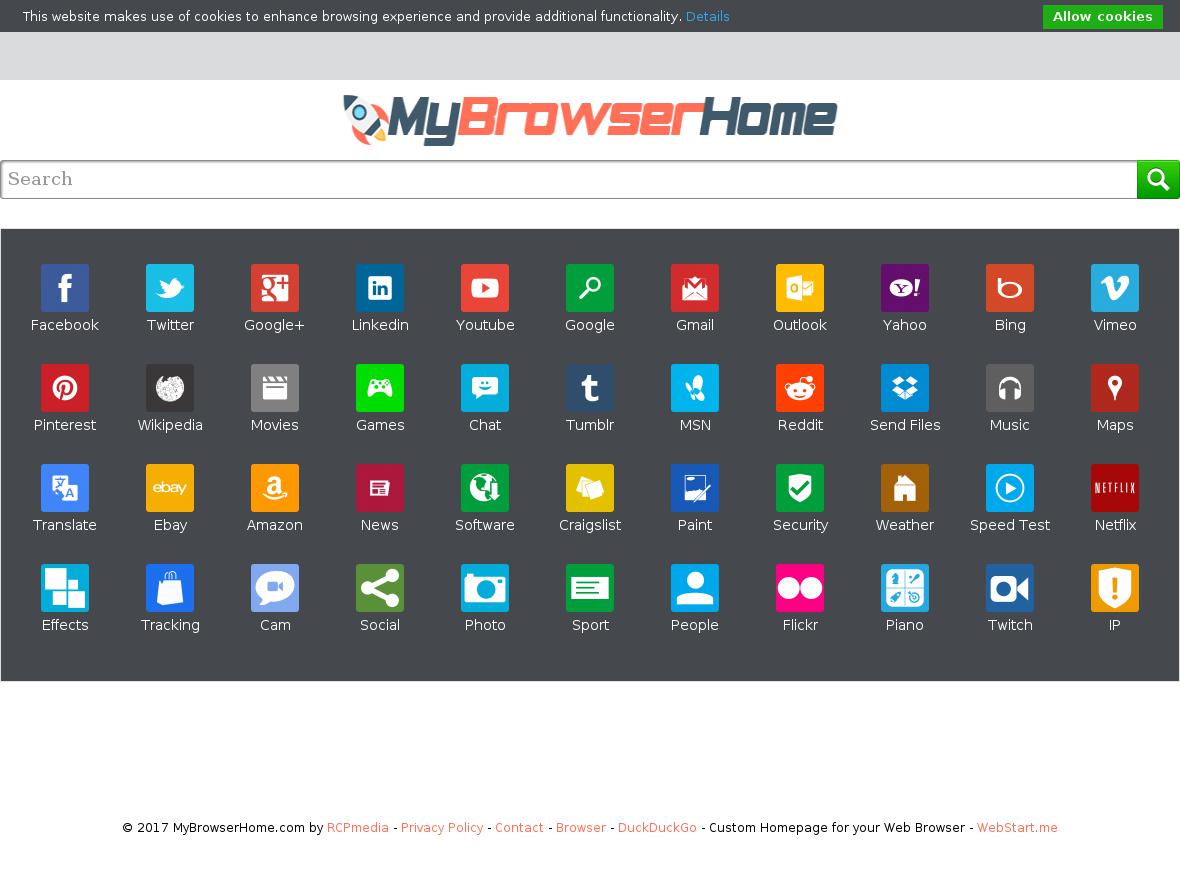 This website makes use of cookies to enhance browsing experience and provide additional functionality. Details
Allow cookies
MyBrowserHome
Search
Facebook Twitter Google+ Linkedin Youtube Google Gmail Outlook Yahoo Bing Vimeo
Pinterest Wikipedia Movies Games Chat Tumblr MSN Reddit Send Files Music Maps
ebay
NETFLIX
Translate Ebay Amazon News Software Craigslist Paint Security Weather Speed Test Netflix
Effects Tracking Cam Social Photo Sport People Flickr Piano Twitch IP
© 2017 MyBrowserHome.com by RCPmedia - Privacy Policy - Contact - Browser - DuckDuckGo - Custom Homepage for your Web Browser - WebStart.me